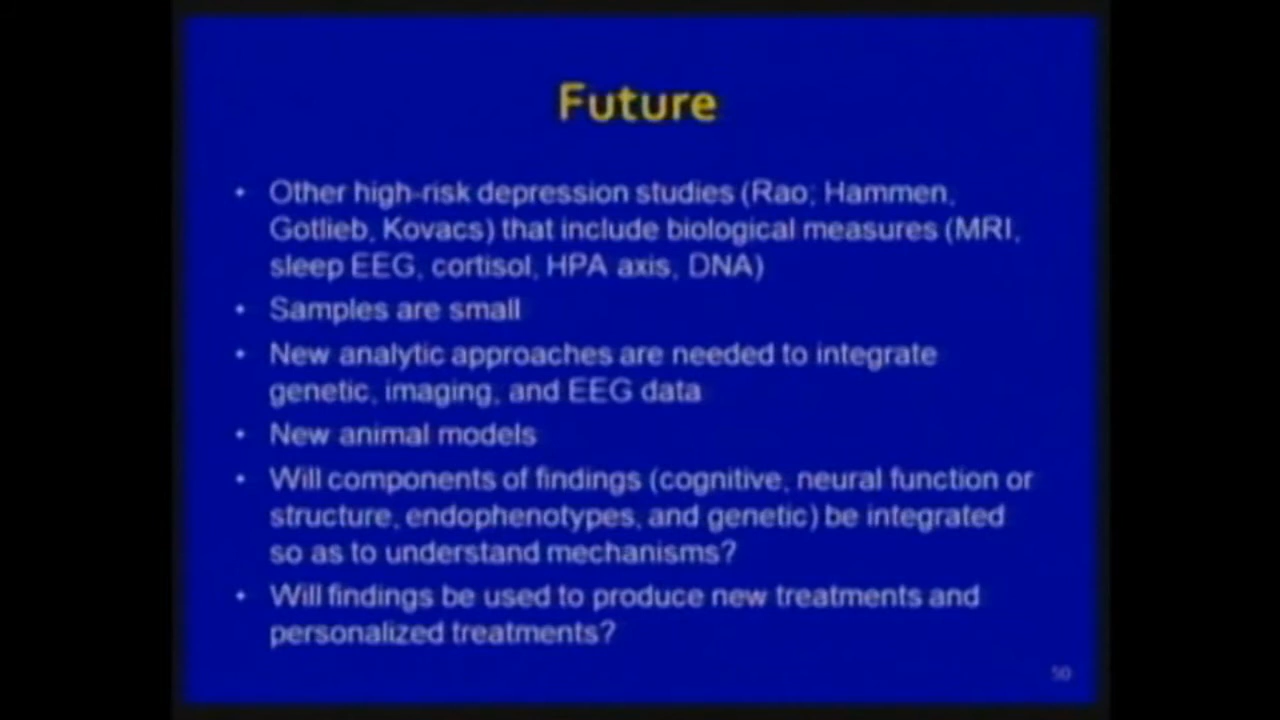 Future
• Other high-risk depression studies (Rao; Hammen,
Gotlieb, Kovacs) that include biological measures (MRI,
sleep EEG, cortisol, HPA axis, DNA)
• Samples are small
• New analytic approaches are needed to integrate
genetic, imaging, and EEG data
• New animal models
• Will components of findings (cognitive, neural function or
structure, endophenotypes, and genetic) be integrated
so as to understand mechanisms?
• Will findings be used to produce new treatments and
personalized treatments?
50